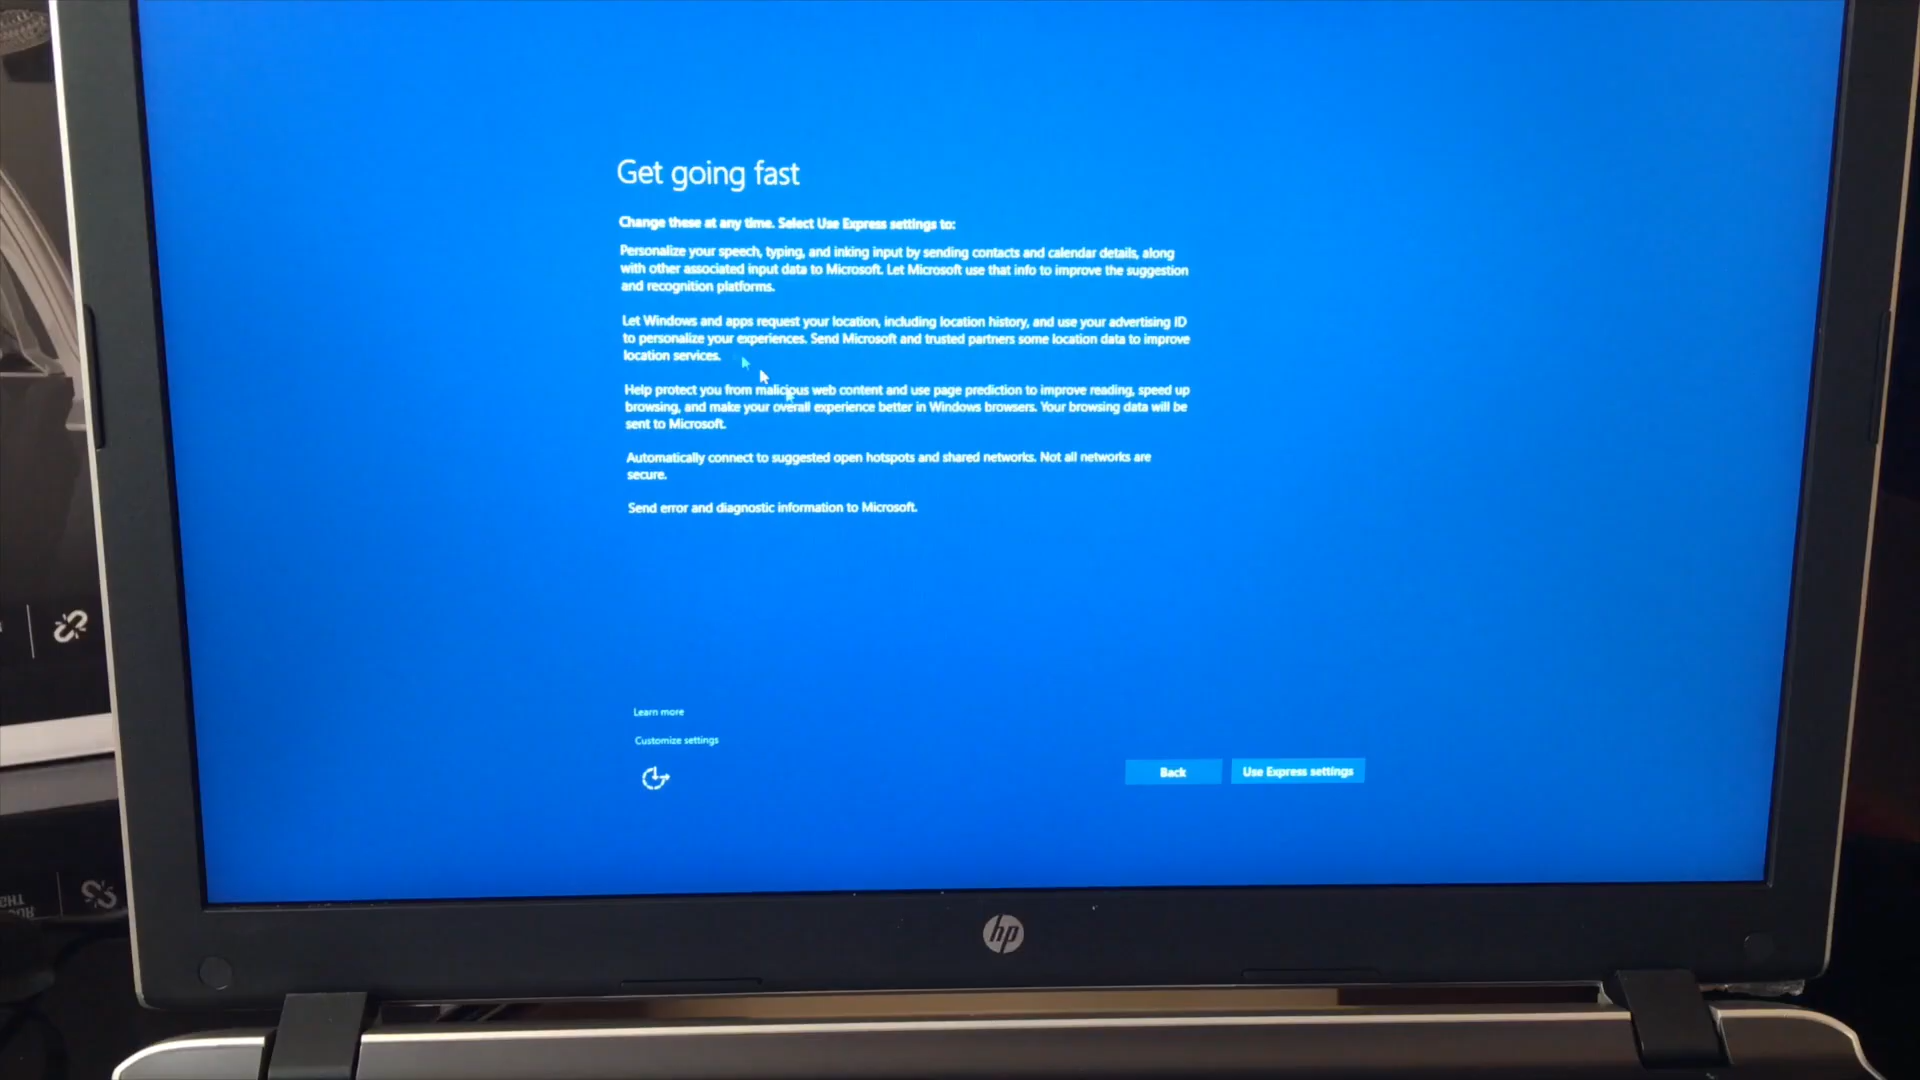 Get going fast
Change these at any time. Select Use Express settings to:
Personalize your speech, typing, and inking input by sending contacts and calendar details, along
with other associated input data to Microsoft. Let Microsoft use that info to improve the suggestion
and recognition platforms.
Let Windows and apps request your location, including location history, and use your advertising ID
to personalize your experiences. Send Microsoft and trusted partners some location data to improve
location services.
Help protect you from malicious web content and use page prediction to improve reading, speed up
browsing, and make your overall experience better in Windows browsers. Your browsing data will be
sent to Microsoft.
Automatically connect to suggested open hotspots and shared networks. Not all networks are
secure.
Send error and diagnostic information to Microsoft.
Learn more
Customize settings
Back
Use Express settings
hp